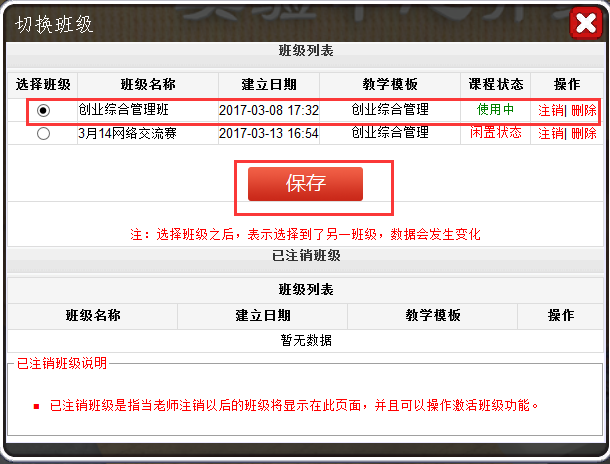 切换班级
班级列表
选择班级 班级名称 建立日期 教学模板 课程状态 操作
创业综合管理班 2017-03-08 17:32 创业综合管理 使用中 注销| 删除
3月14网络交流赛 2017-03-13 16:54 创业综合管理 闲置状态 注销| 删除
保存
注：选择班级之后，表示选择到了另一班级，数据会发生变化
已注销班级
班级列表
班级名称 建立日期 教学模板 操作
暂无数据
已注销班级说明
已注销班级是指当老师注销以后的班级将显示在此页面，并且可以操作激活班级功能。